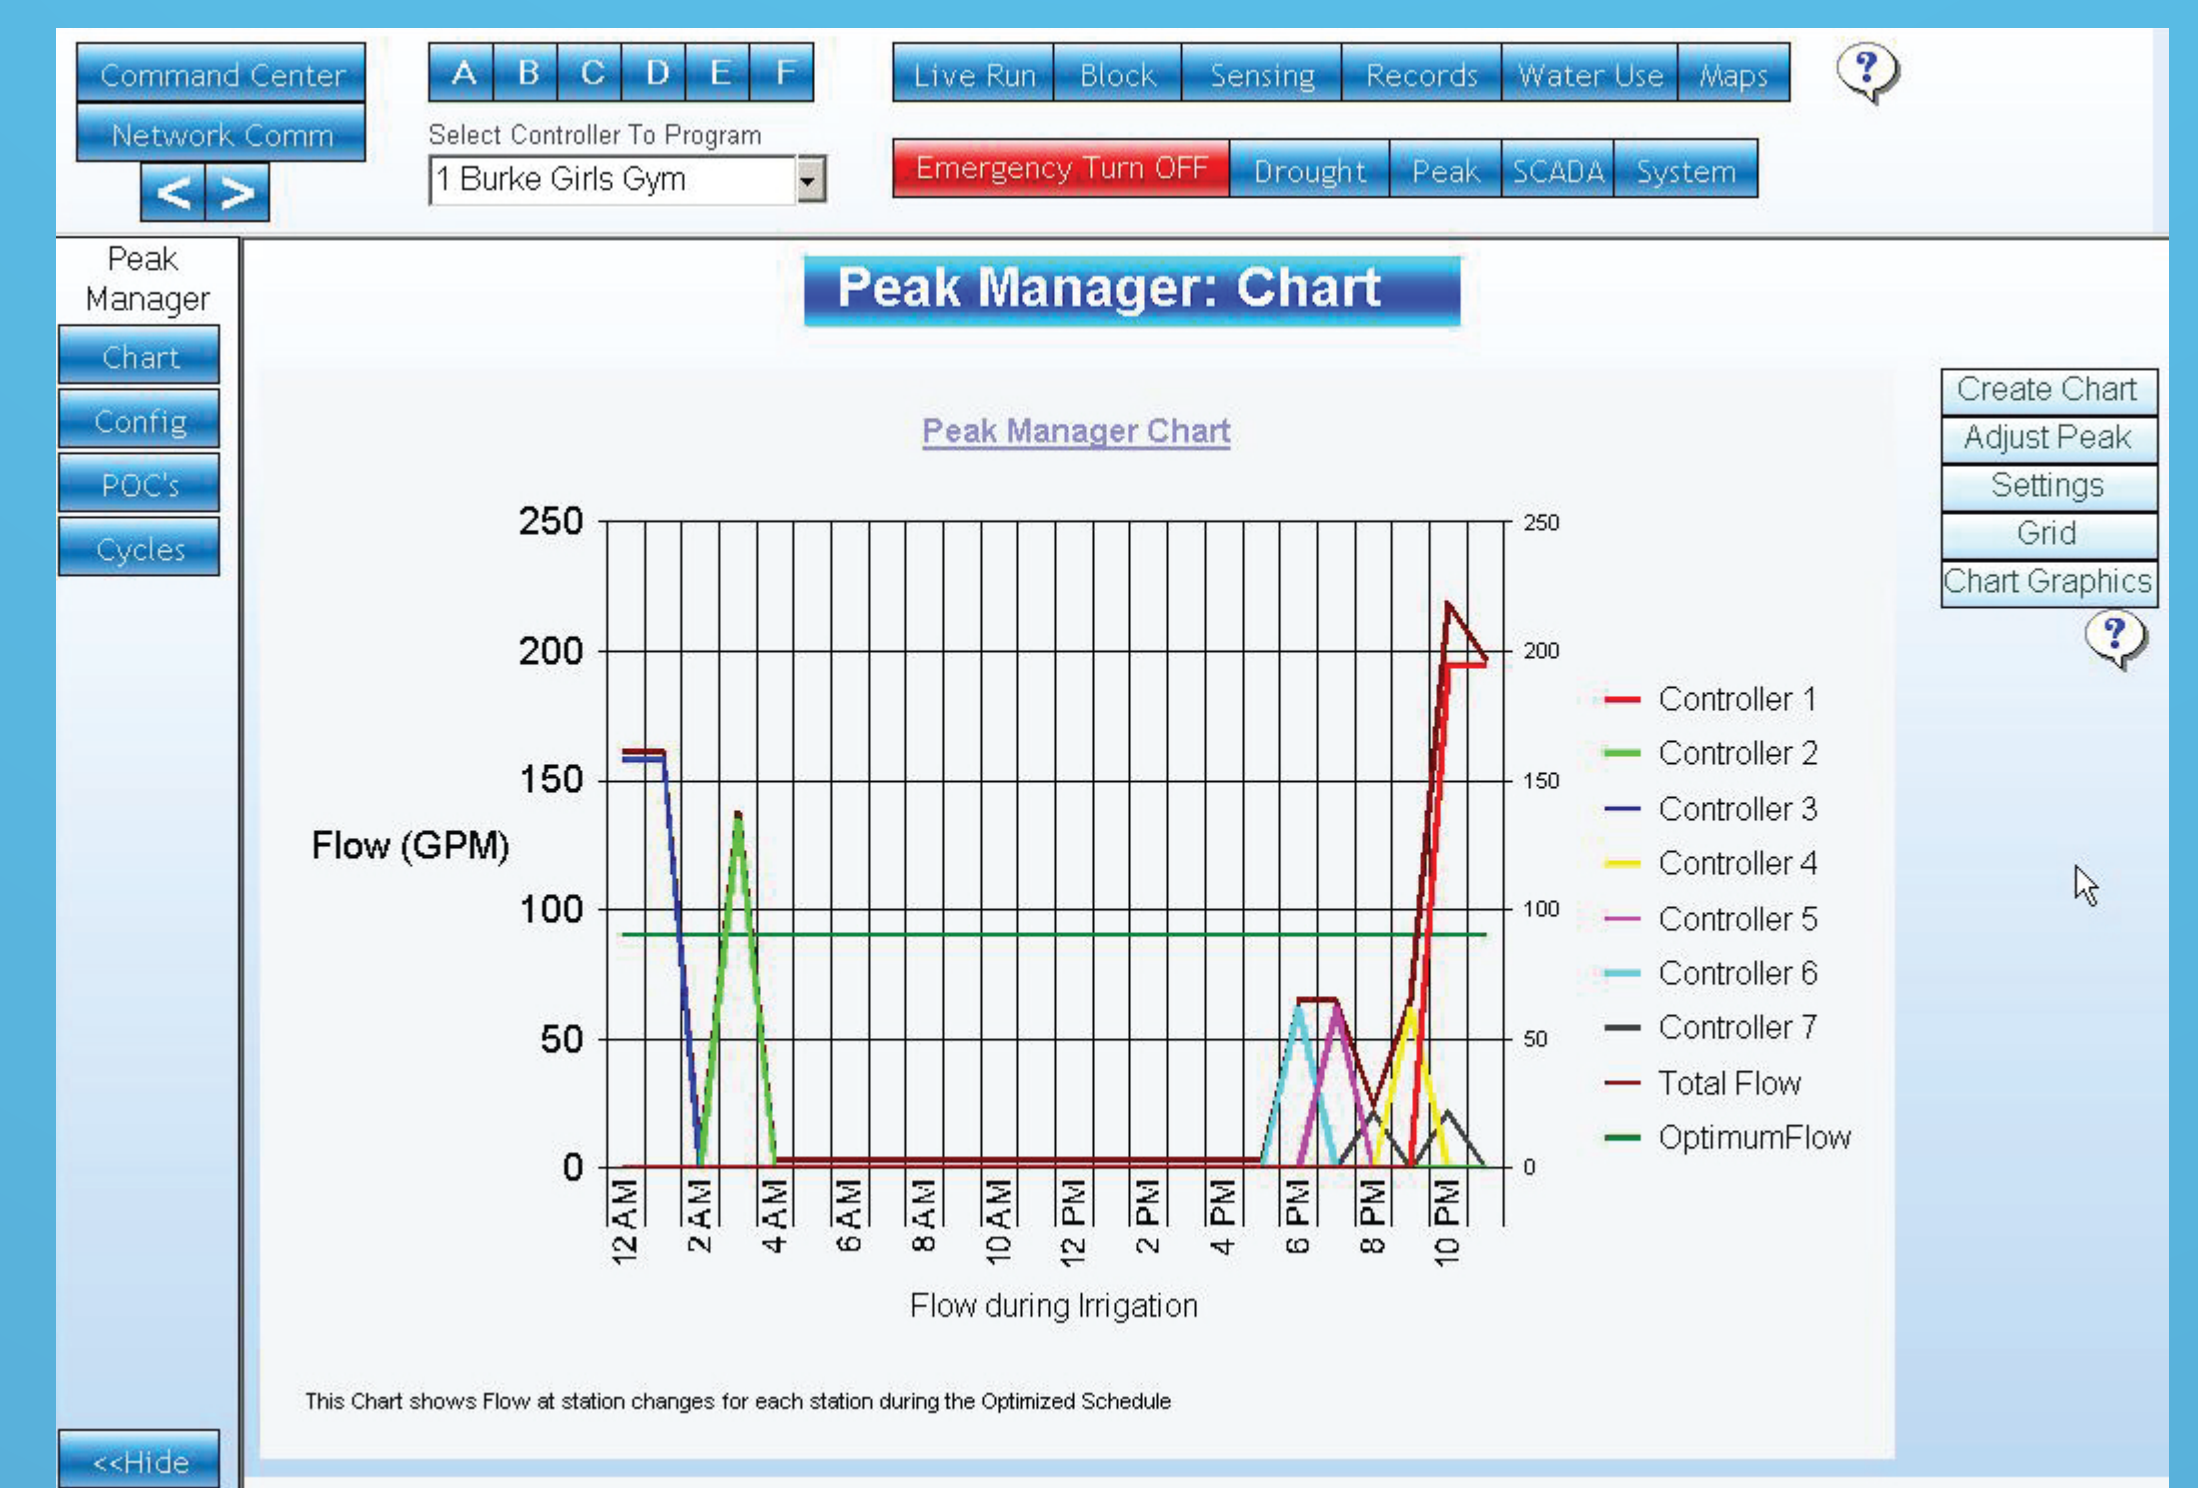 Command Center
Network Comm
< >
A B C D E F
Select Controller To Program
1 Burke Girls Gym
Live Run Block Sensing Records Water Use Maps
?
Emergency Turn OFF Drought Peak SCADA System
Peak
Manager
Chart
Config
POC's
Cycles
<<Hide
Peak Manager: Chart
Peak Manager Chart
Flow (GPM)
250
200
150
100
50
0
250
200
150
100
50
0
12 AM
2 AM
4 AM
6 AM
8 AM
10 AM
12 PM
2 PM
4 PM
6 PM
8 PM
10 PM
Flow during Irrigation
Controller 1
Controller 2
Controller 3
Controller 4
Controller 5
Controller 6
Controller 7
Total Flow
OptimumFlow
This Chart shows Flow at station changes for each station during the Optimized Schedule
Create Chart
Adjust Peak
Settings
Grid
Chart Graphics
?